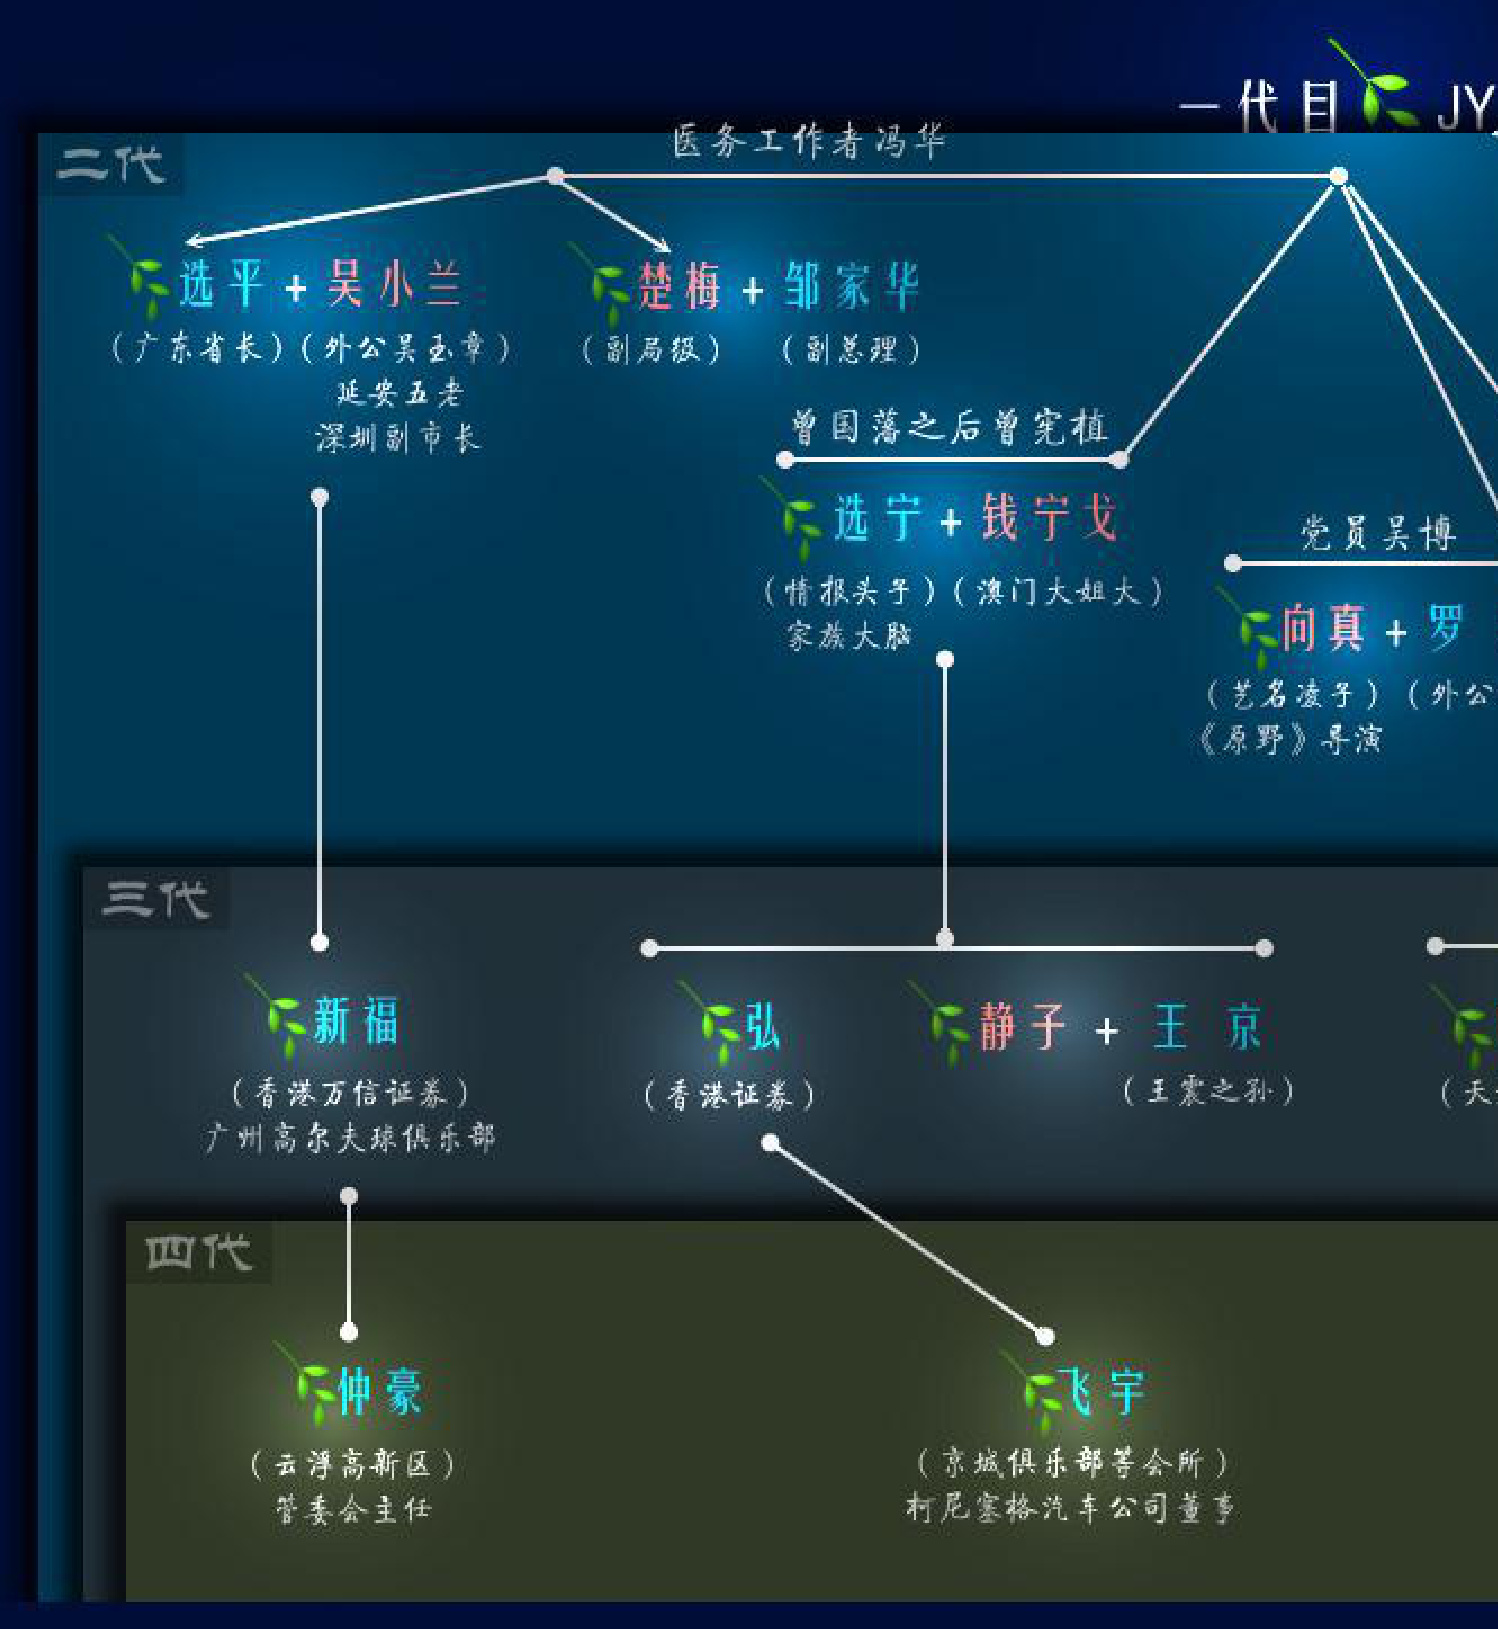 一代目 JY
医务工作者冯华
二代
选平 + 吴小兰
楚梅 + 邹家华
(广东省长)(外公吴玉章)
(副局级) (副总理)
延安五老
深圳副市长
曾国藩之后曾宪植
选宁 + 钱宁戈
(情报头子)(澳门大姐大)
家族大脑
党员吴博
向真 + 罗
(艺名凌子) (外公
《原野》导演
三代
新福
弘
静子 + 王京
(香港万信证券)
广州高尔夫球俱乐部
(香港证券)
(王震之孙)
(天
四代
仲豪
飞宇
(云浮高新区)
管委会主任
(京城俱乐部等会所)
柯尼塞格汽车公司董事